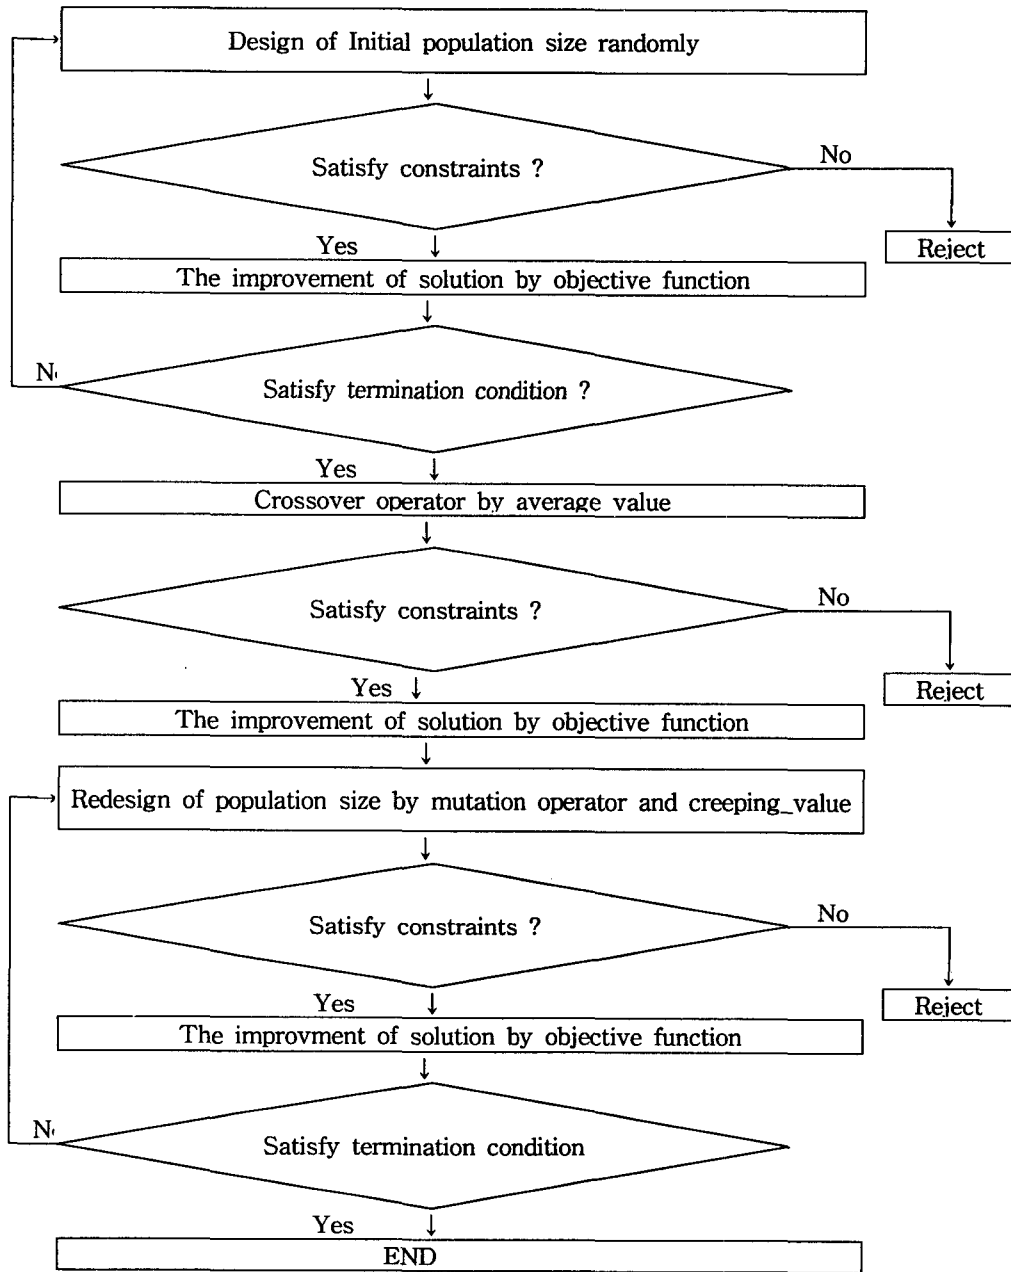 Design of Initial population size randomly
Satisfy constraints ?
No
Yes
Reject
The improvement of solution by objective function
Satisfy termination condition ?
Yes
Crossover operator by average value
Satisfy constraints ?
No
Yes
Reject
The improvement of solution by objective function
Redesign of population size by mutation operator and creeping_value
Satisfy constraints ?
No
Yes
Reject
The improvment of solution by objective function
Satisfy termination condition
Yes
END